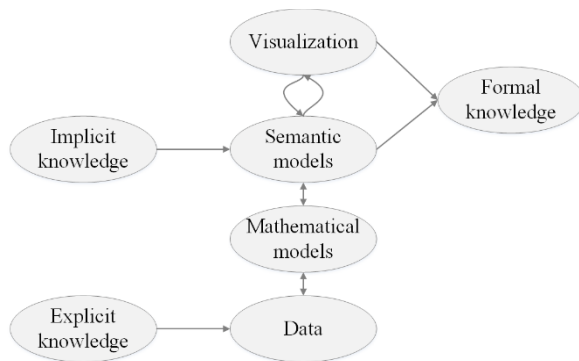 Visualization
Formal
knowledge
Implicit
knowledge
Semantic
models
Mathematical
models
Explicit
knowledge
Data